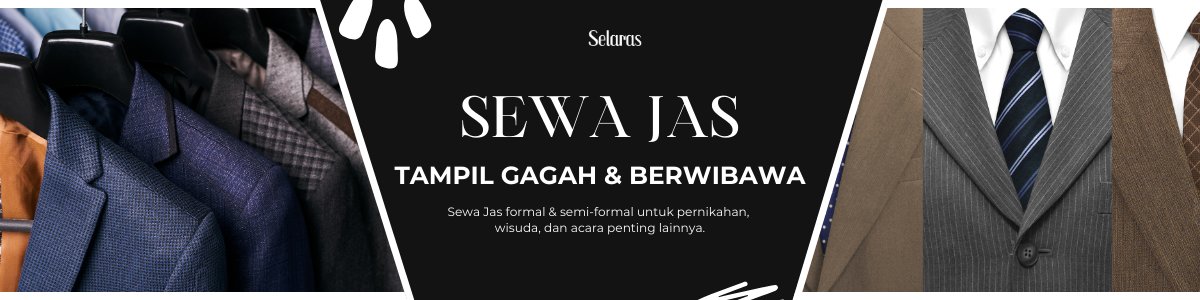 Selaras
SEWA JAS
TAMPIL GAGAH & BERWIBAWA
Sewa Jas formal & semi-formal untuk pernikahan,
wisuda, dan acara penting lainnya.